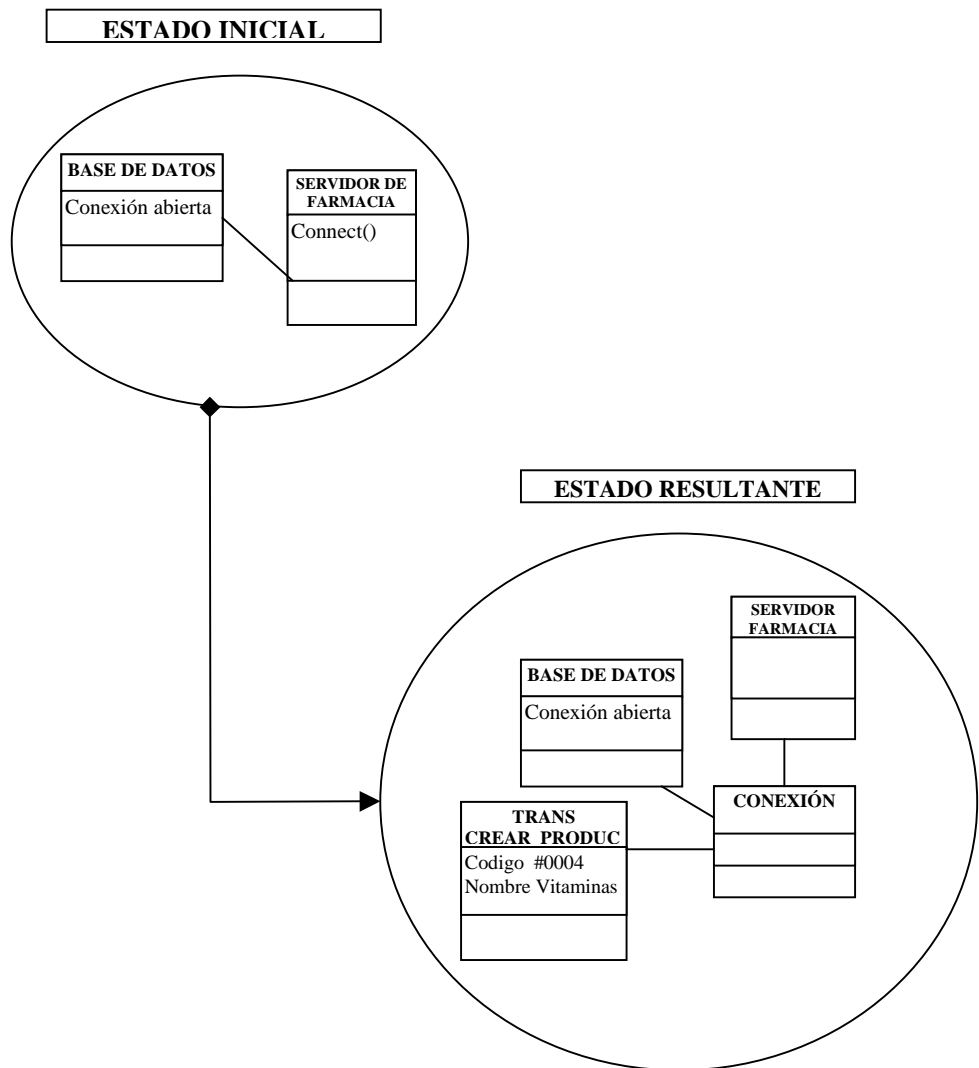 ESTADO INICIAL
BASE DE DATOS
Conexión abierta
SERVIDOR DE
FARMACIA
Connect()
ESTADO RESULTANTE
SERVIDOR
FARMACIA
BASE DE DATOS
Conexión abierta
CONEXIÓN
TRANS
CREAR PRODUC
Codigo #0004
Nombre Vitaminas